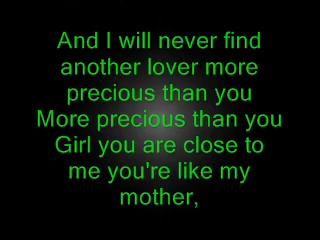 And I will never find
another lover more
precious than you
More precious than you
Girl you are close to
me you're like my
mother,